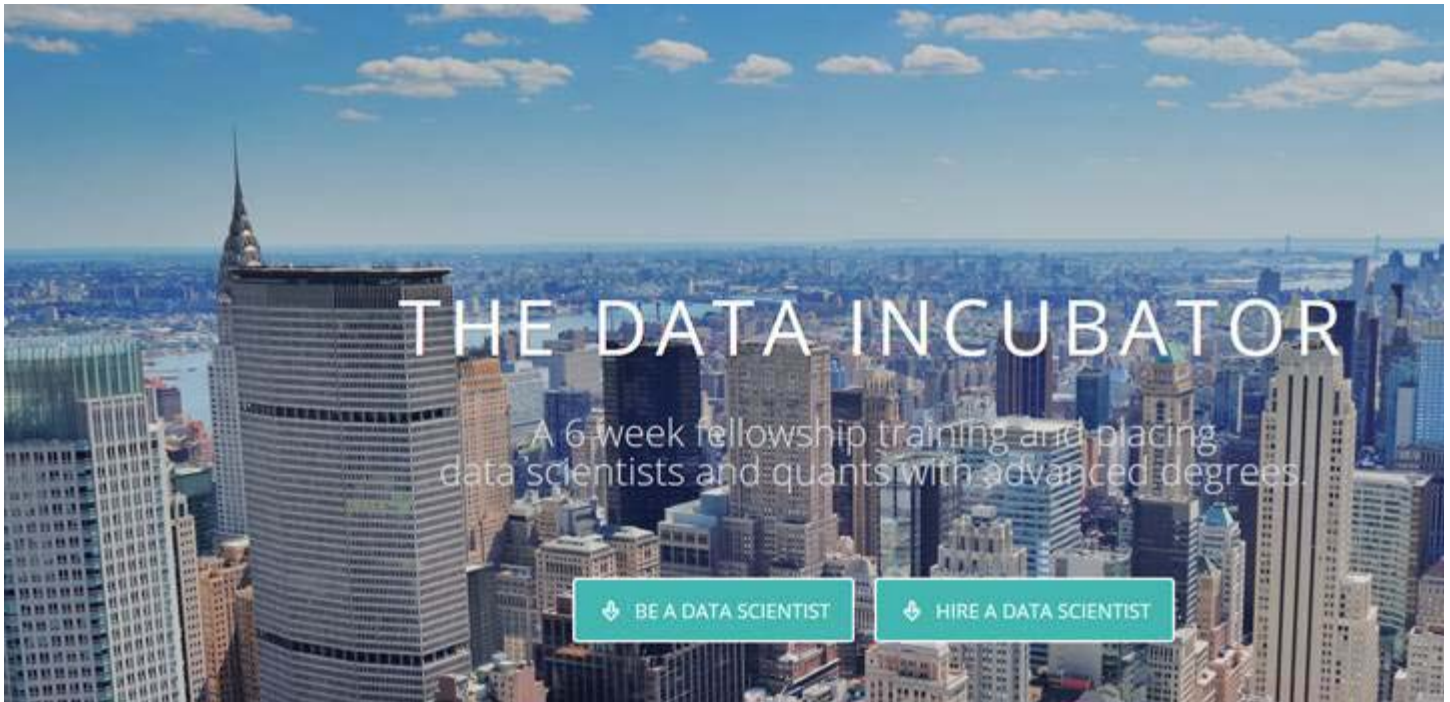 THE DATA INCUBATOR
A 6 week fellowship training and placing
data scientists and quants with advanced degrees.
BE A DATA SCIENTIST
HIRE A DATA SCIENTIST